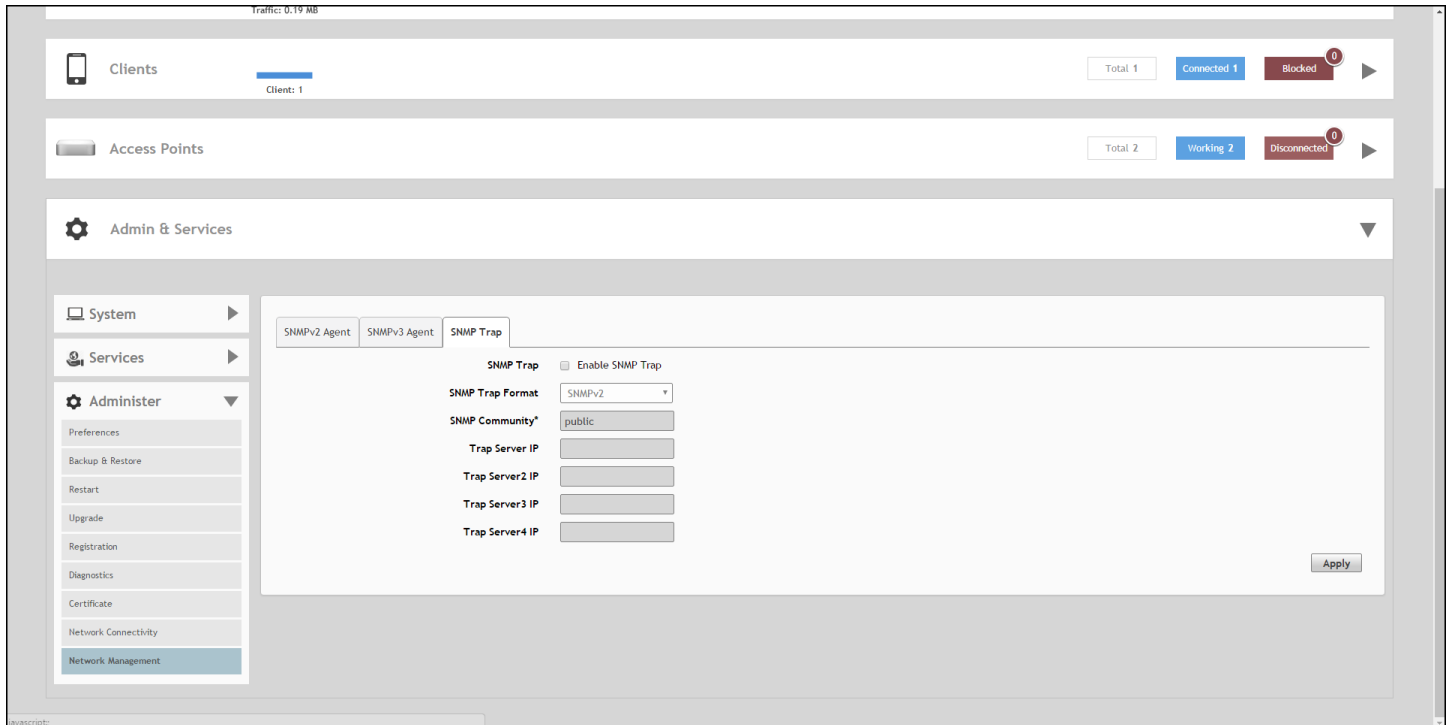 Traffic: 0.19 MB
Clients
Client: 1
Total 1
Connected 1
Blocked
0
Access Points
Total 2
Working 2
Disconnected
0
Admin & Services
System
Services
Administer
Preferences
Backup & Restore
Restart
Upgrade
Registration
Diagnostics
Certificate
Network Connectivity
Network Management
SNMPv2 Agent
SNMPv3 Agent
SNMP Trap
SNMP Trap
Enable SNMP Trap
SNMP Trap Format
SNMPv2
SNMP Community*
public
Trap Server IP
Trap Server2 IP
Trap Server3 IP
Trap Server4 IP
Apply
javascript: